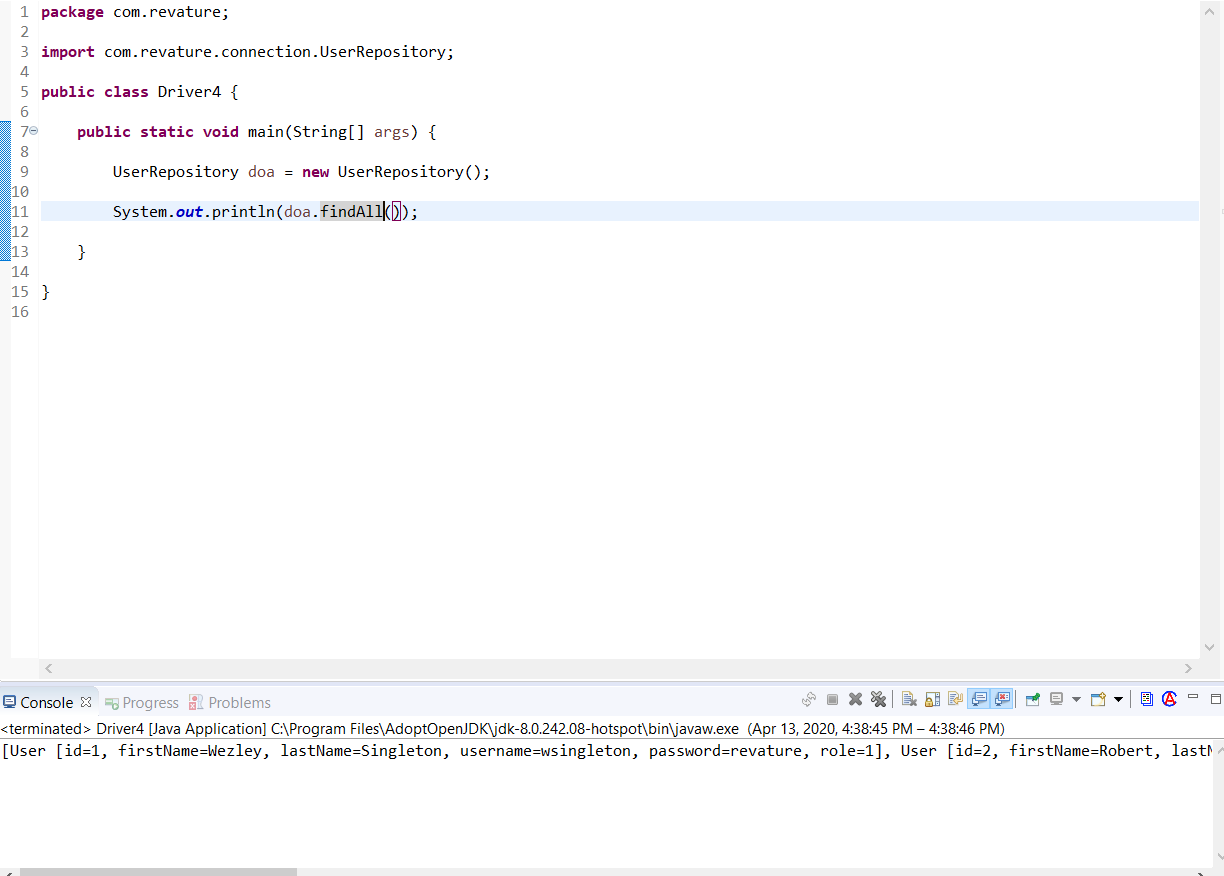 1 package com.revature;
2
3 import com.revature.connection.UserRepository;
4
5 public class Driver4 {
6
7 public static void main(String[] args) {
8
9 UserRepository doa = new UserRepository();
10
11 System.out.println(doa.findAll());
12
13 }
14
15 }
16
Console Progress Problems
<terminated> Driver4 [Java Application] C:\Program Files\AdoptOpenJDK\jdk-8.0.242.08-hotspot\bin\javaw.exe (Apr 13, 2020, 4:38:45 PM – 4:38:46 PM)
[User [id=1, firstName=Wezley, lastName=Singleton, username=wsingleton, password=revature, role=1], User [id=2, firstName=Robert, last